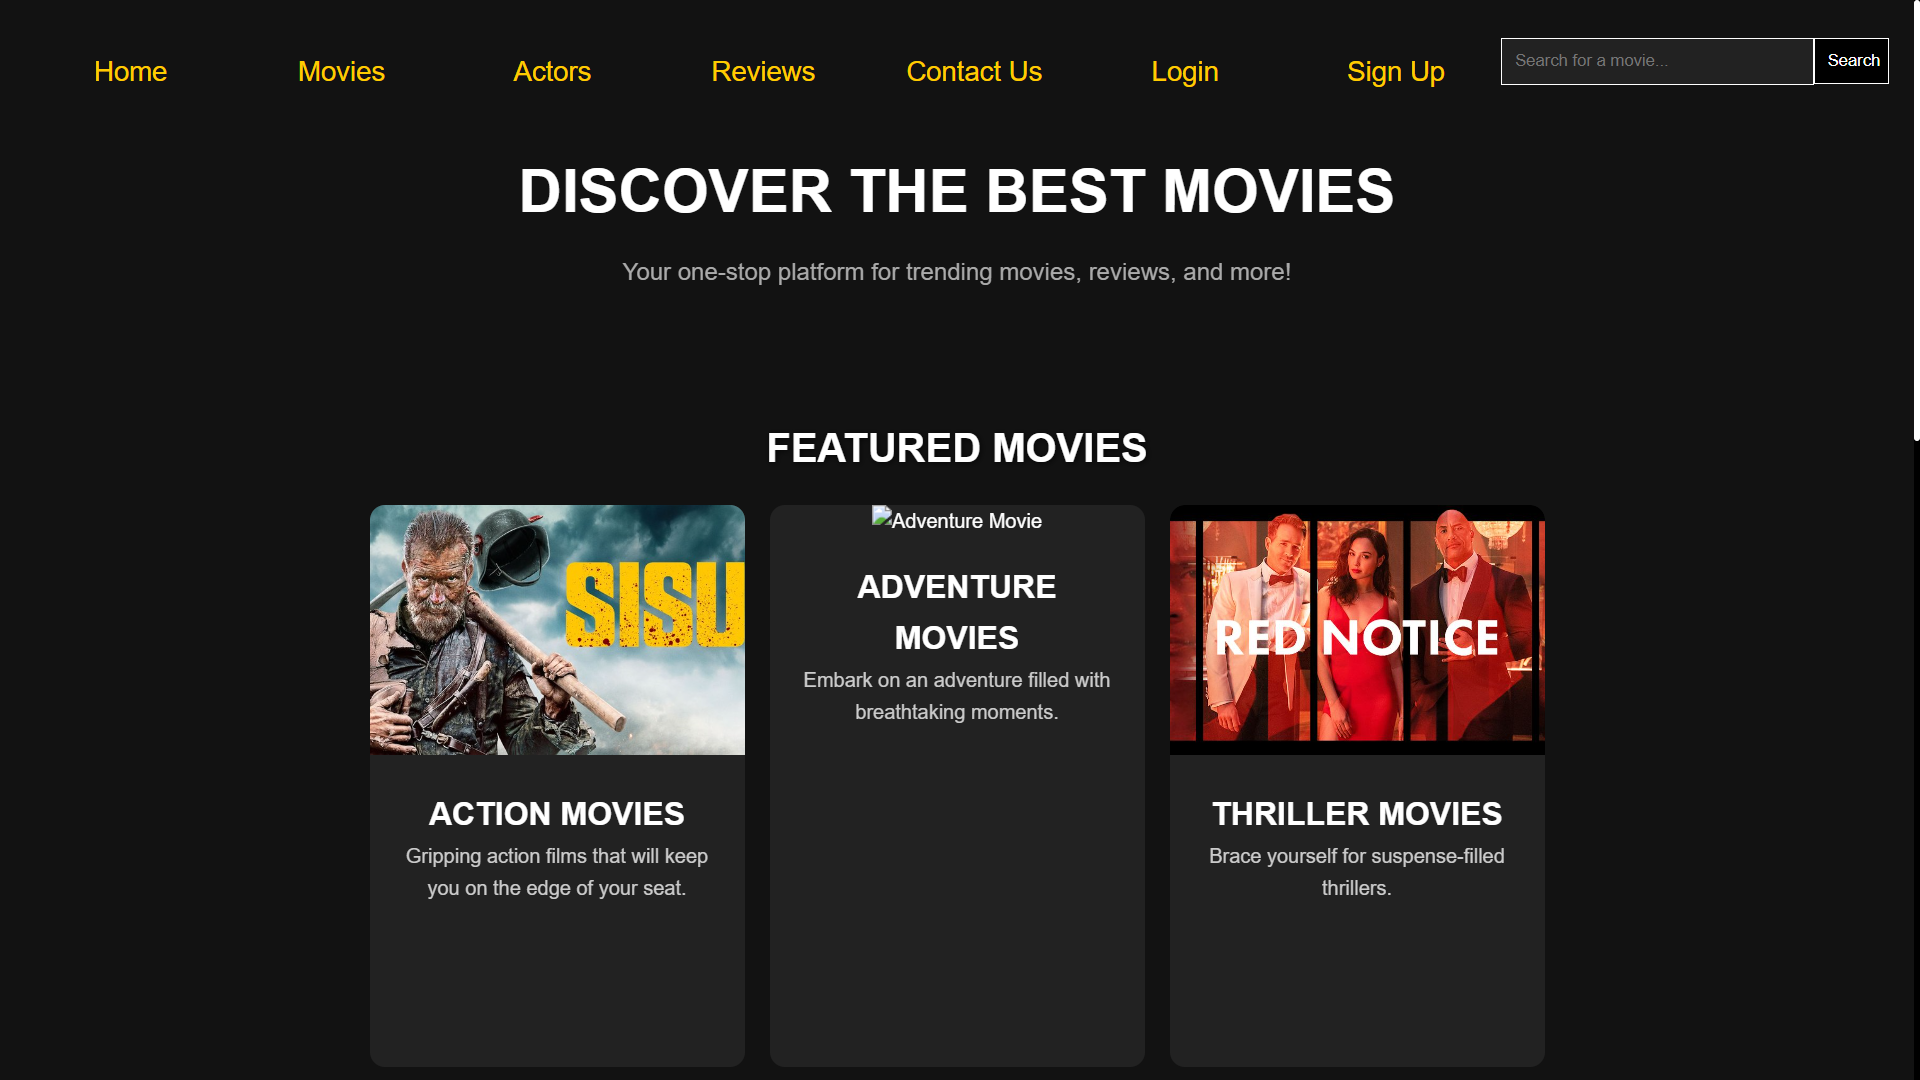 Home Movies Actors Reviews Contact Us Login Sign Up Search for a movie... Search
DISCOVER THE BEST MOVIES
Your one-stop platform for trending movies, reviews, and more!
FEATURED MOVIES
SISU
ACTION MOVIES
Gripping action films that will keep
you on the edge of your seat.
Adventure Movie
ADVENTURE
MOVIES
Embark on an adventure filled with
breathtaking moments.
RED NOTICE
THRILLER MOVIES
Brace yourself for suspense-filled
thrillers.